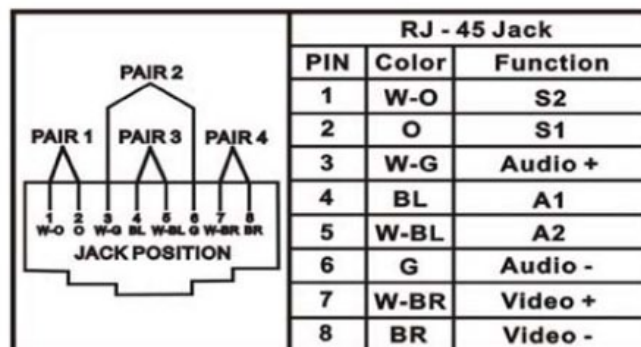 PAIR 2
PAIR 1 PAIR 3 PAIR 4
1 2 3 4 5 6 7 8
W-O O W-G BL W-BL G W-BR BR
JACK POSITION
RJ - 45 Jack
PIN Color Function
1 W-O S2
2 O S1
3 W-G Audio +
4 BL A1
5 W-BL A2
6 G Audio -
7 W-BR Video +
8 BR Video -